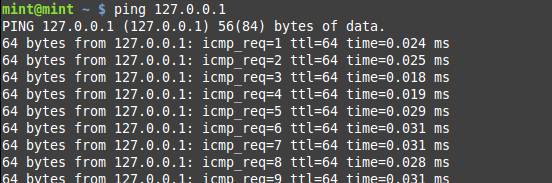 mint@mint ~ $ ping 127.0.0.1
PING 127.0.0.1 (127.0.0.1) 56(84) bytes of data.
64 bytes from 127.0.0.1: icmp_req=1 ttl=64 time=0.024 ms
64 bytes from 127.0.0.1: icmp_req=2 ttl=64 time=0.025 ms
64 bytes from 127.0.0.1: icmp_req=3 ttl=64 time=0.018 ms
64 bytes from 127.0.0.1: icmp_req=4 ttl=64 time=0.019 ms
64 bytes from 127.0.0.1: icmp_req=5 ttl=64 time=0.029 ms
64 bytes from 127.0.0.1: icmp_req=6 ttl=64 time=0.031 ms
64 bytes from 127.0.0.1: icmp_req=7 ttl=64 time=0.031 ms
64 bytes from 127.0.0.1: icmp_req=8 ttl=64 time=0.028 ms
64 bytes from 127.0.0.1: icmp_req=9 ttl=64 time=0.031 ms